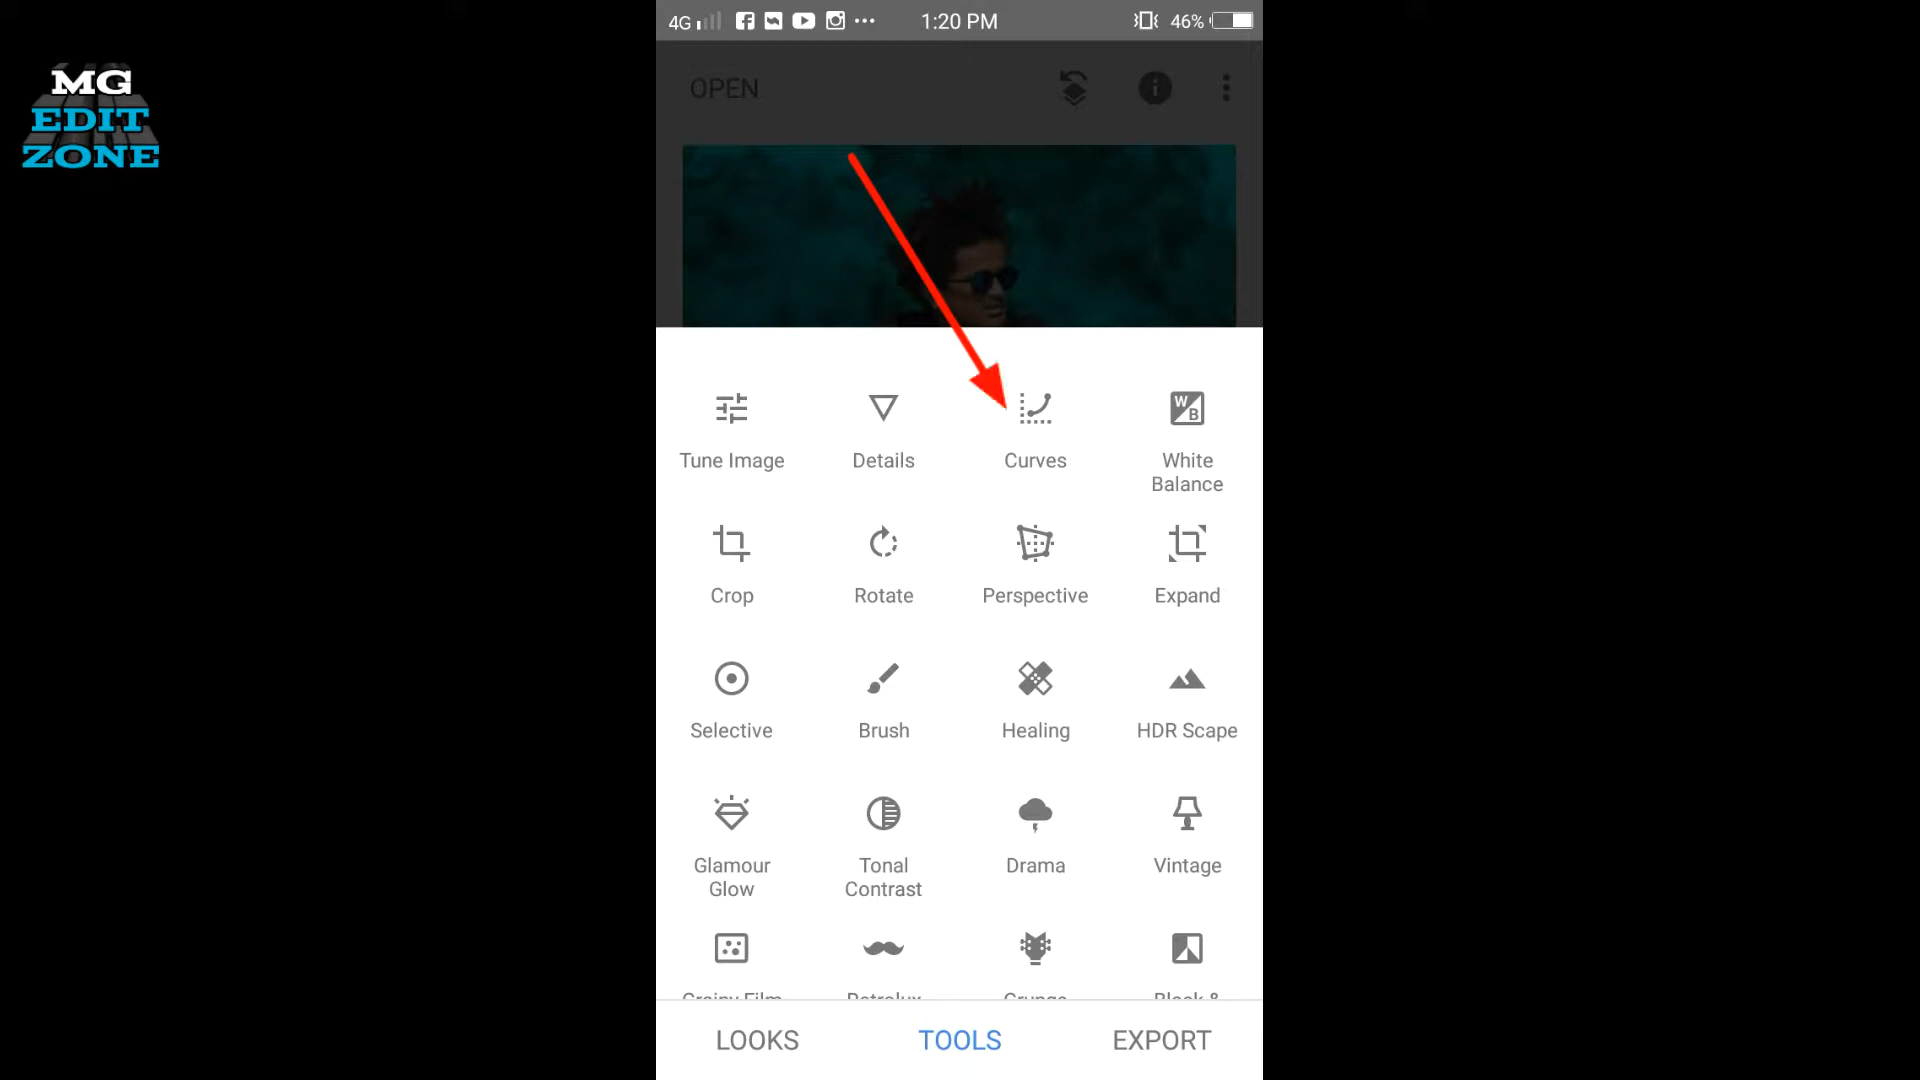 4G
1:20 PM
46%
MG
EDIT
ZONE
OPEN
Tune Image
Details
Curves
White
Balance
Crop
Rotate
Perspective
Expand
Selective
Brush
Healing
HDR Scape
Glamour
Glow
Tonal
Contrast
Drama
Vintage
Grainy Film
Retrolux
Grunge
Black &
LOOKS
TOOLS
EXPORT